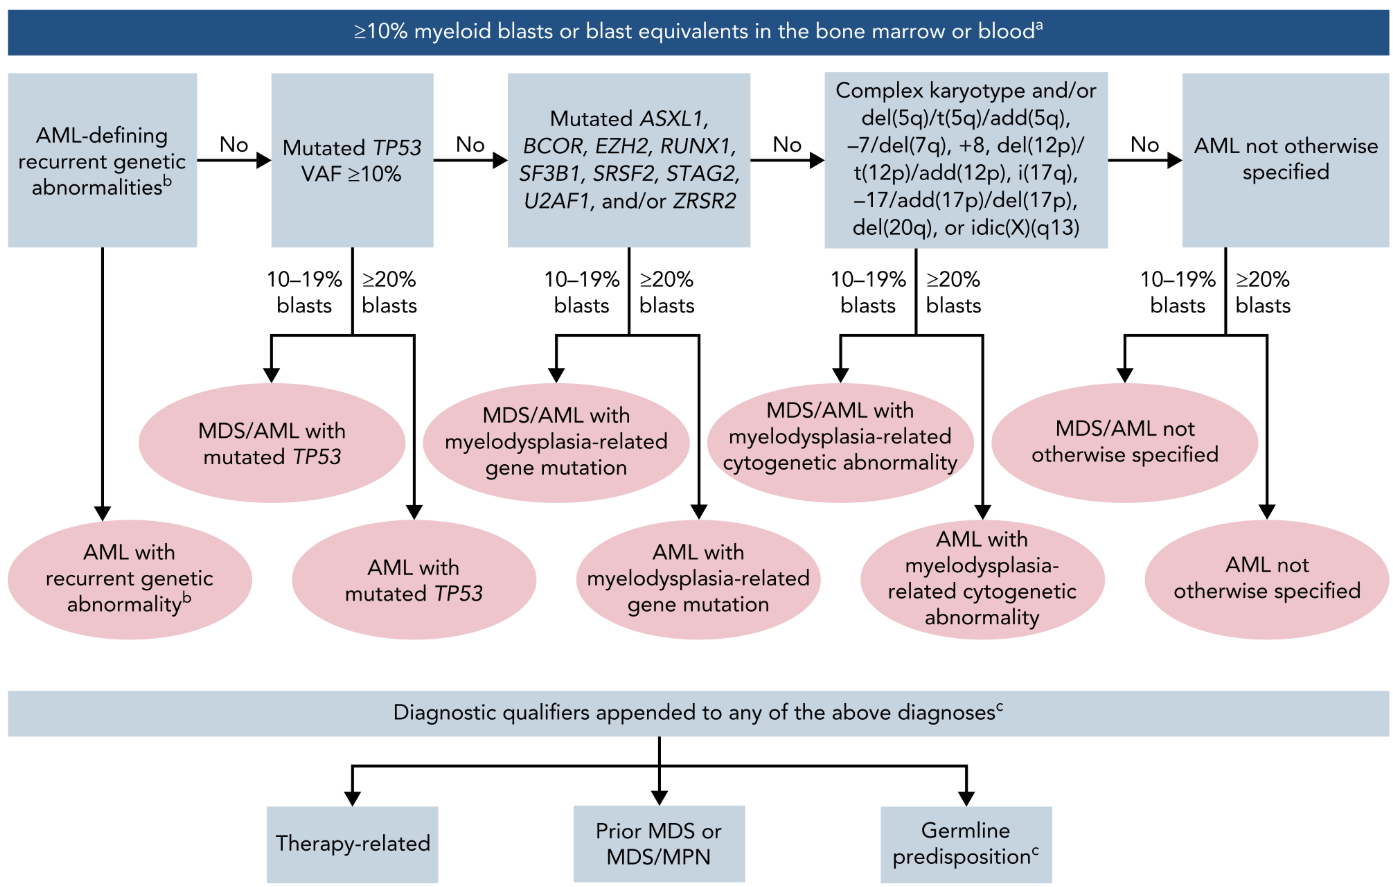 ≥10% myeloid blasts or blast equivalents in the bone marrow or bloodᵃ
AML-defining
recurrent genetic
abnormalitiesᵇ
No
Mutated TP53
VAF ≥10%
No
Mutated ASXL1,
BCOR, EZH2, RUNX1,
SF3B1, SRSF2, STAG2,
U2AF1, and/or ZRSR2
No
Complex karyotype and/or
del(5q)/t(5q)/add(5q),
–7/del(7q), +8, del(12p)/
t(12p)/add(12p), i(17q),
–17/add(17p)/del(17p),
del(20q), or idic(X)(q13)
No
AML not otherwise
specified
10–19%
blasts
≥20%
blasts
10–19%
blasts
≥20%
blasts
10–19%
blasts
≥20%
blasts
10–19%
blasts
≥20%
blasts
MDS/AML with
mutated TP53
MDS/AML with
myelodysplasia-related
gene mutation
MDS/AML with
myelodysplasia-related
cytogenetic abnormality
MDS/AML not
otherwise specified
AML with
recurrent genetic
abnormalityᵇ
AML with
mutated TP53
AML with
myelodysplasia-related
gene mutation
AML with
myelodysplasia-
related cytogenetic
abnormality
AML not
otherwise specified
Diagnostic qualifiers appended to any of the above diagnosesᶜ
Therapy-related
Prior MDS or
MDS/MPN
Germline
predispositionᶜ